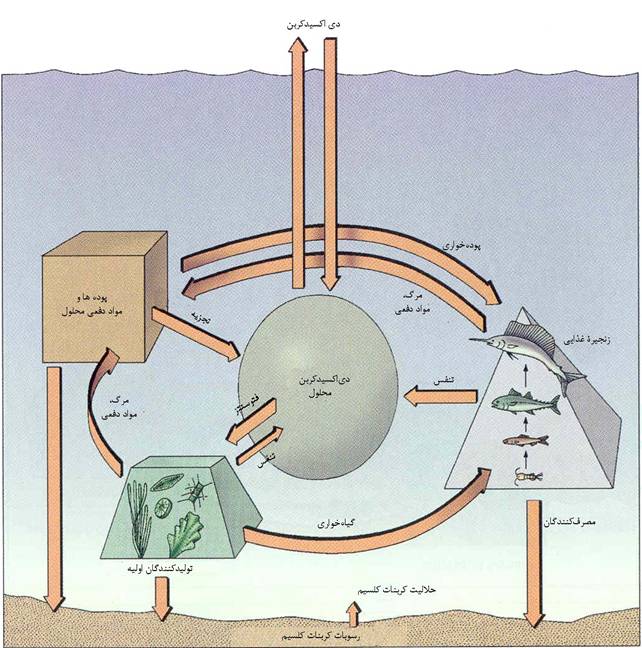 دی اکسیدکربن
پوده‌خواری
پوده ها و
مواد دفعی محلول
مرگ،
مواد دفعی
تجزیه
زنجیرهٔ غذایی
دی‌اکسیدکربن
محلول
تنفس
فتوسنتز
مرگ،
مواد دفعی
تنفس
گیاه‌خواری
مصرف‌کنندگان
تولیدکنندگان اولیه
حلالیت کربنات کلسیم
رسوبات کربنات کلسیم